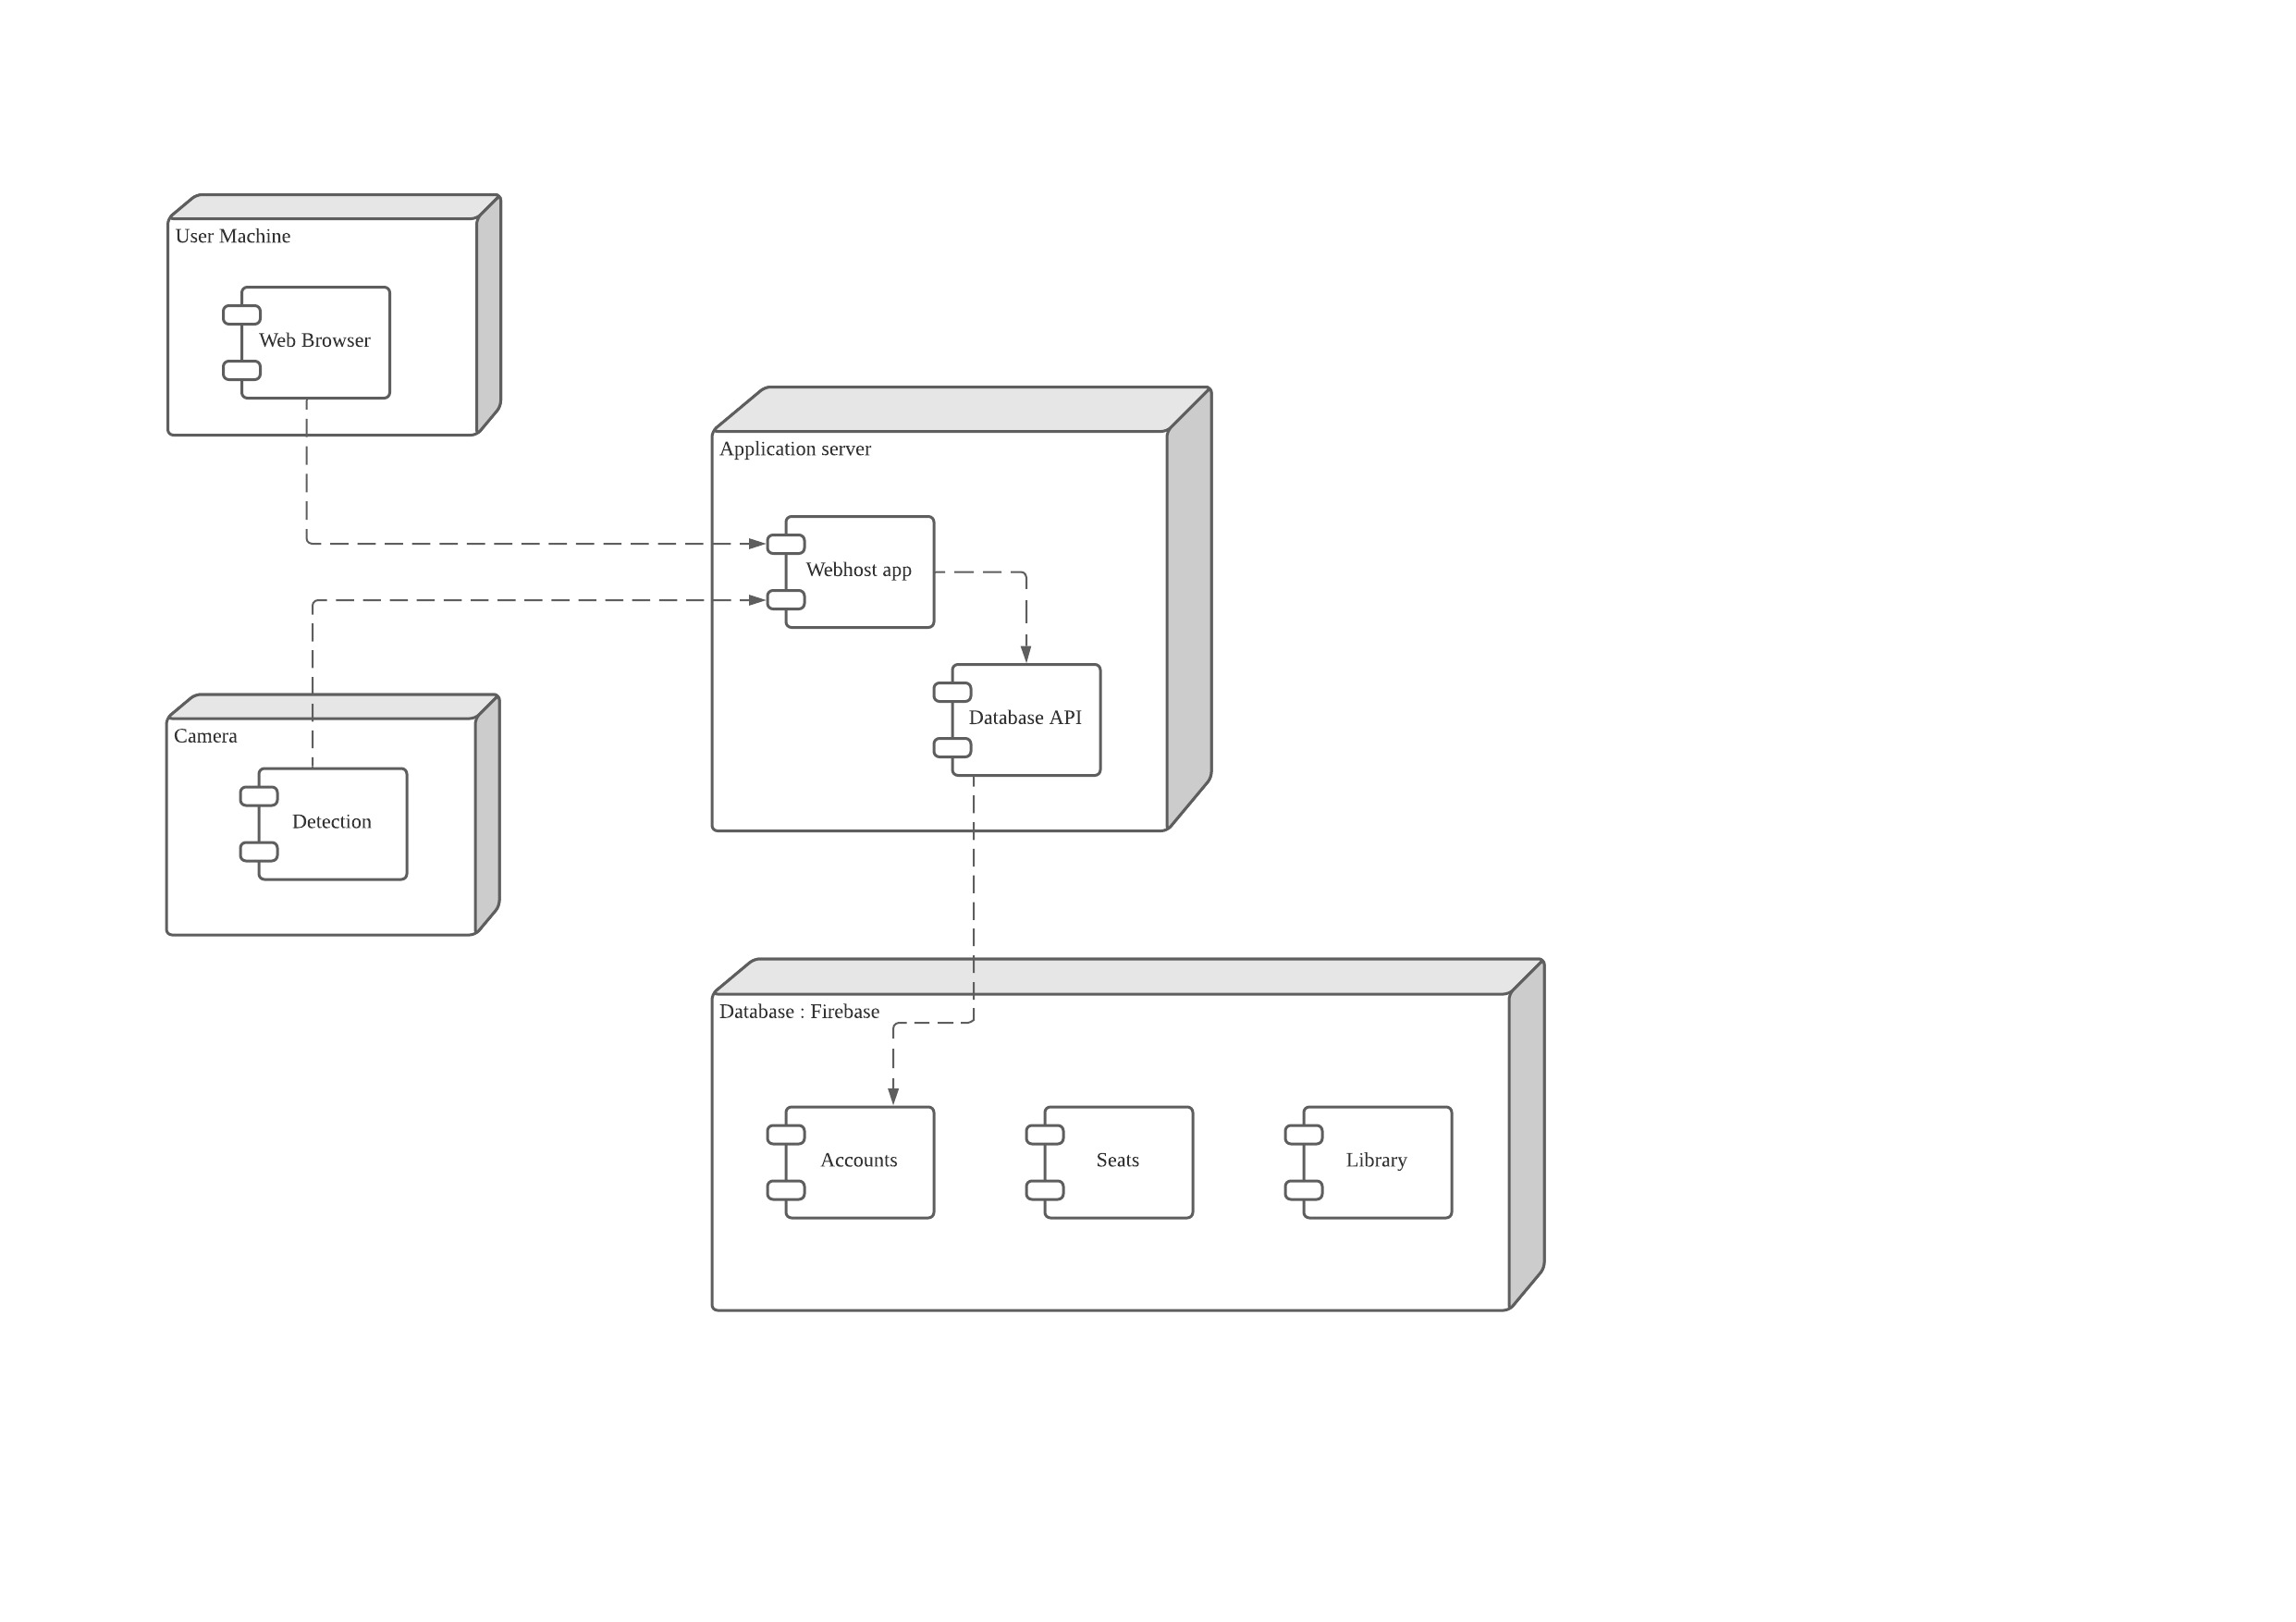 User Machine
Web Browser
Application server
Webhost app
Database API
Camera
Detection
Database : Firebase
Accounts
Seats
Library